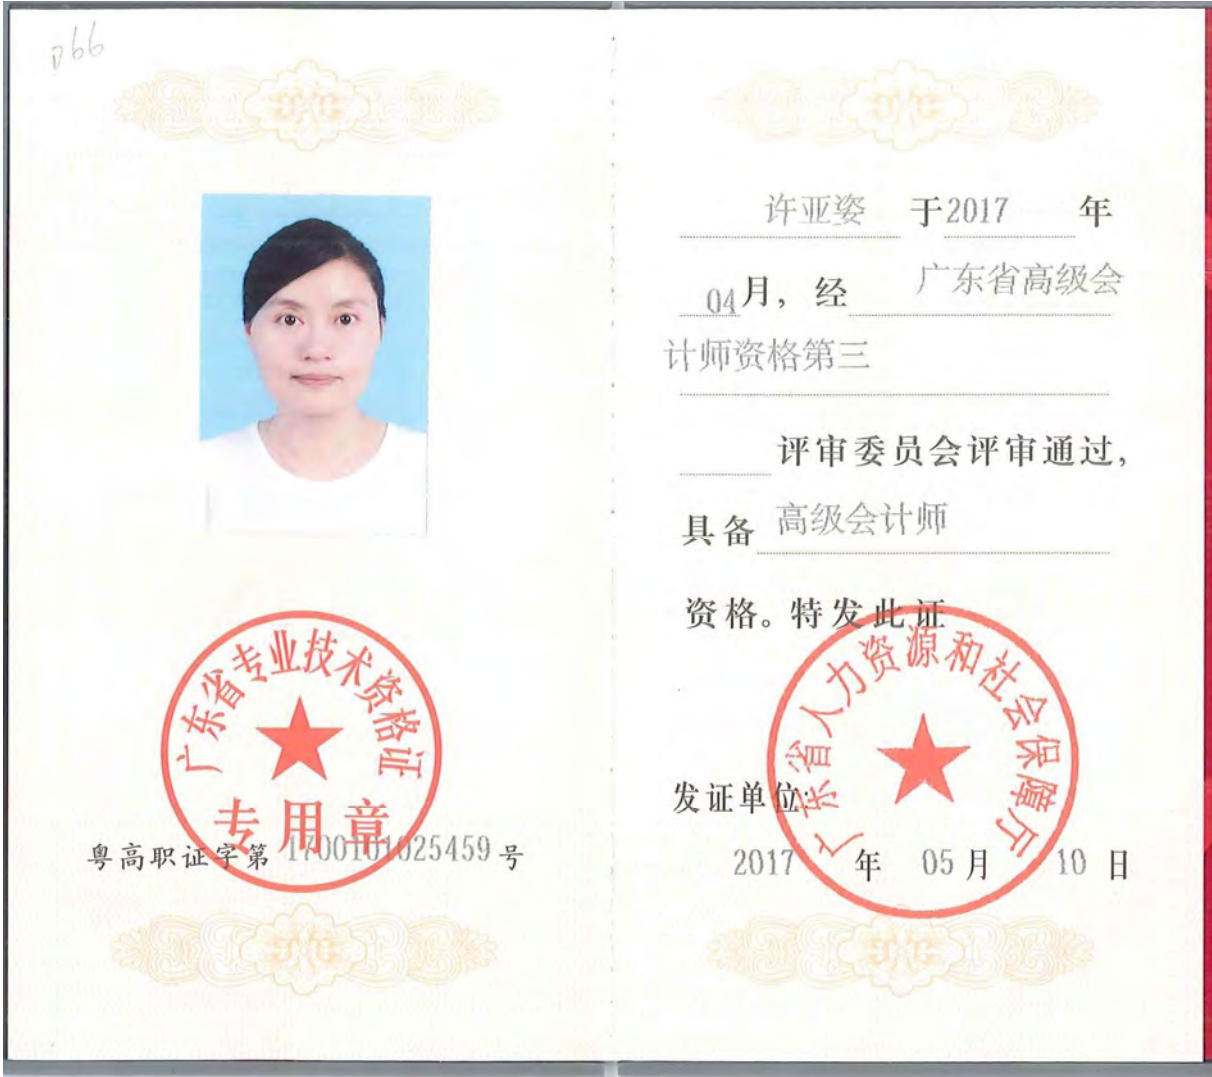 D66
广东省专业技术资格证
专用章
粤高职证字第 1700101025459 号
许亚姿 于2017 年
04月，经 广东省高级会
计师资格第三
评审委员会评审通过，
具备 高级会计师
资格。特发此证
广东省人力资源和社会保障厅
发证单位：
2017 年 05 月 10 日